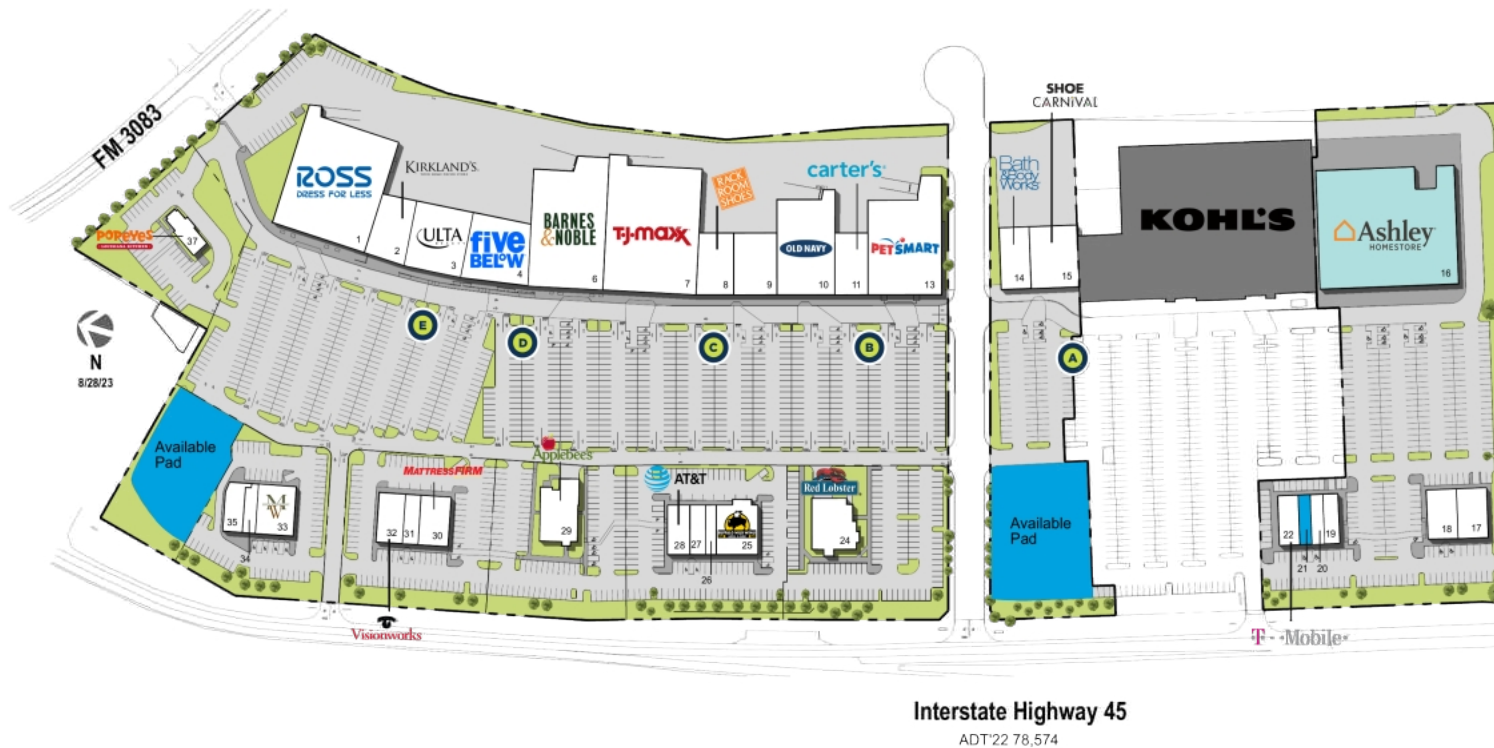 FM 3083
SHOE
CARNIVAL
ROSS
DRESS FOR LESS
KIRKLAND'S
RACK
ROOM
SHOES
carter's
Bath
&Body
Works
KOHL'S
Ashley
HOMESTORE
ULTA
five
BELOW
BARNES
&NOBLE
T.J.maxx
OLD NAVY
PETSMART
POPEYES
37
1
2
3
4
6
7
8
9
10
11
13
14
15
16
N
8/28/23
E
D
C
B
A
Available
Pad
MATTRESSFIRM
Applebee's
AT&T
Red Lobster
Available
Pad
MW
35
34
33
32
31
30
29
28
27
26
25
24
22
21
20
19
18
17
Visionworks
T Mobile
Interstate Highway 45
ADT'22 78,574